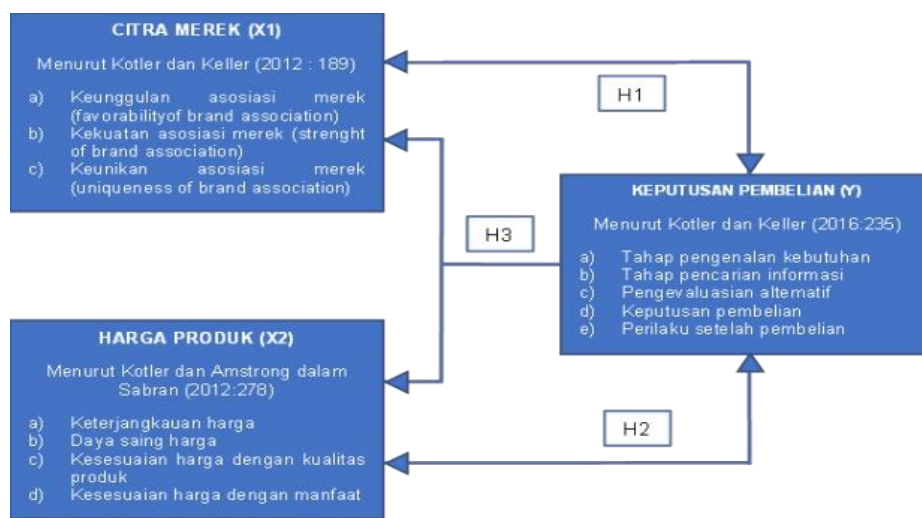 CITRA MEREK (X1)
Menurut Kotler dan Keller (2012 : 189)
a) Keunggulan asosiasi merek
(favorabilityof brand association)
b) Kekuatan asosiasi merek (strenght
of brand association)
c) Keunikan asosiasi merek
(uniqueness of brand association)
H1
KEPUTUSAN PEMBELIAN (Y)
Menurut Kotler dan Keller (2016:235)
a) Tahap pengenalan kebutuhan
b) Tahap pencarian informasi
c) Pengevaluasian altematif
d) Keputusan pembelian
e) Perilaku setelah pembelian
H3
HARGA PRODUK (X2)
Menurut Kotler dan Amstrong dalam
Sabran (2012:278)
a) Keterjangkauan harga
b) Daya saing harga
c) Kesesuaian harga dengan kualitas
produk
d) Kesesuaian harga dengan manfaat
H2